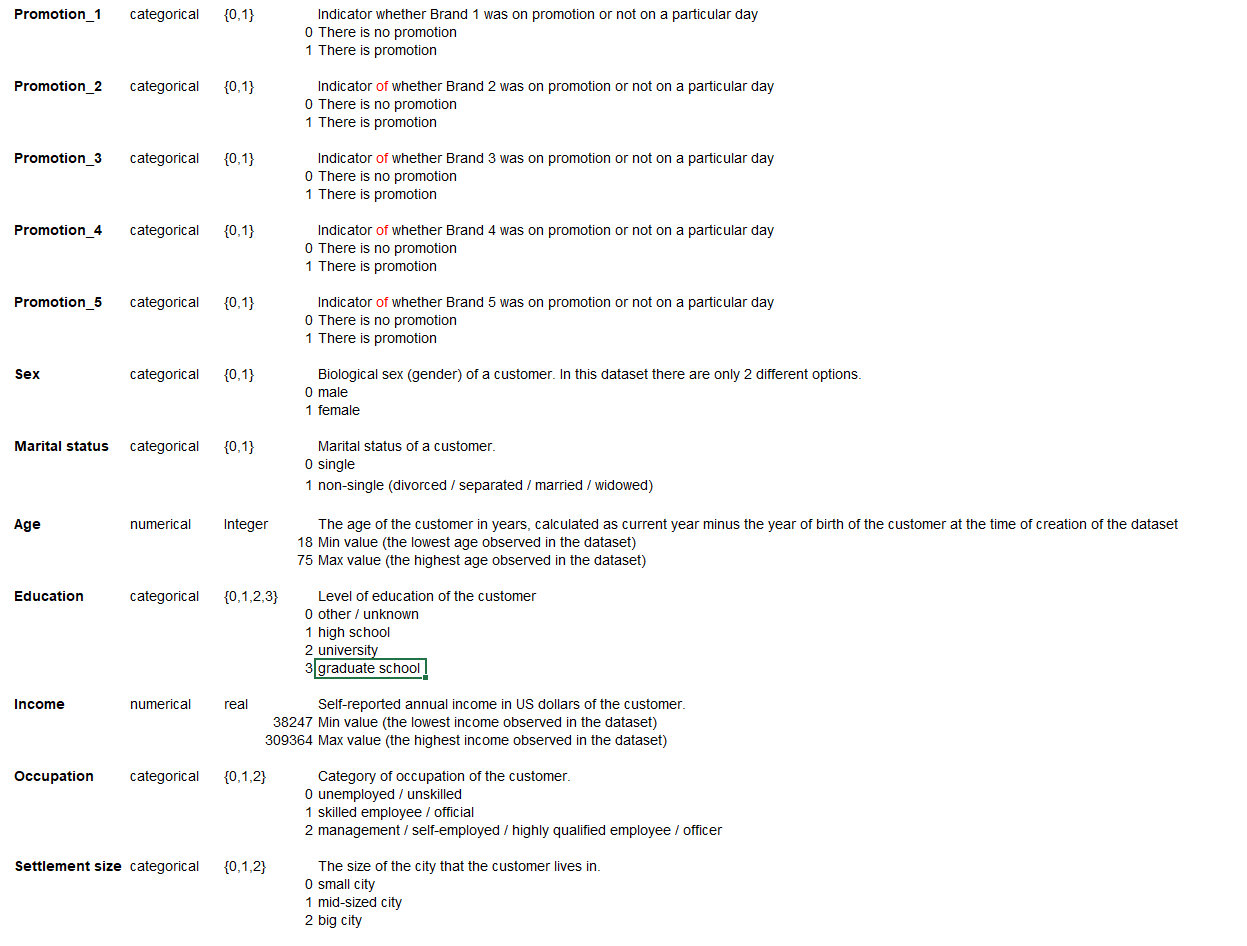 Promotion_1 categorical {0,1} Indicator whether Brand 1 was on promotion or not on a particular day
0 There is no promotion
1 There is promotion
Promotion_2 categorical {0,1} Indicator of whether Brand 2 was on promotion or not on a particular day
0 There is no promotion
1 There is promotion
Promotion_3 categorical {0,1} Indicator of whether Brand 3 was on promotion or not on a particular day
0 There is no promotion
1 There is promotion
Promotion_4 categorical {0,1} Indicator of whether Brand 4 was on promotion or not on a particular day
0 There is no promotion
1 There is promotion
Promotion_5 categorical {0,1} Indicator of whether Brand 5 was on promotion or not on a particular day
0 There is no promotion
1 There is promotion
Sex categorical {0,1} Biological sex (gender) of a customer. In this dataset there are only 2 different options.
0 male
1 female
Marital status categorical {0,1} Marital status of a customer.
0 single
1 non-single (divorced / separated / married / widowed)
Age numerical Integer The age of the customer in years, calculated as current year minus the year of birth of the customer at the time of creation of the dataset
18 Min value (the lowest age observed in the dataset)
75 Max value (the highest age observed in the dataset)
Education categorical {0,1,2,3} Level of education of the customer
0 other / unknown
1 high school
2 university
3 graduate school
Income numerical real Self-reported annual income in US dollars of the customer.
38247 Min value (the lowest income observed in the dataset)
309364 Max value (the highest income observed in the dataset)
Occupation categorical {0,1,2} Category of occupation of the customer.
0 unemployed / unskilled
1 skilled employee / official
2 management / self-employed / highly qualified employee / officer
Settlement size categorical {0,1,2} The size of the city that the customer lives in.
0 small city
1 mid-sized city
2 big city